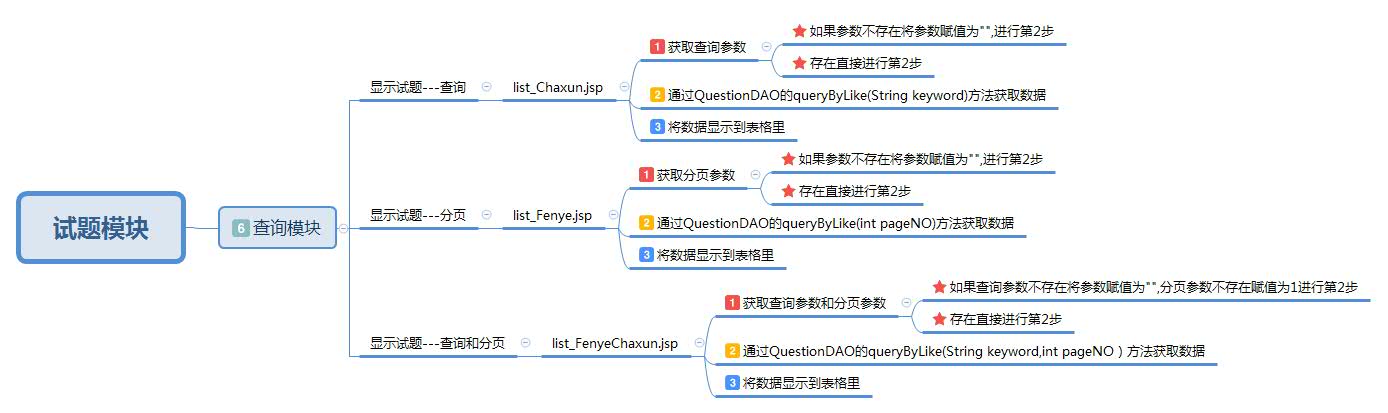 试题模块
6 查询模块
显示试题---查询
list_Chaxun.jsp
1 获取查询参数
如果参数不存在将参数赋值为"",进行第2步
存在直接进行第2步
2 通过QuestionDAO的queryByLike(String keyword)方法获取数据
3 将数据显示到表格里
显示试题---分页
list_Fenye.jsp
1 获取分页参数
如果参数不存在将参数赋值为"",进行第2步
存在直接进行第2步
2 通过QuestionDAO的queryByLike(int pageNO)方法获取数据
3 将数据显示到表格里
显示试题---查询和分页
list_FenyeChaxun.jsp
1 获取查询参数和分页参数
如果查询参数不存在将参数赋值为"",分页参数不存在赋值为1进行第2步
存在直接进行第2步
2 通过QuestionDAO的queryByLike(String keyword,int pageNO ) 方法获取数据
3 将数据显示到表格里